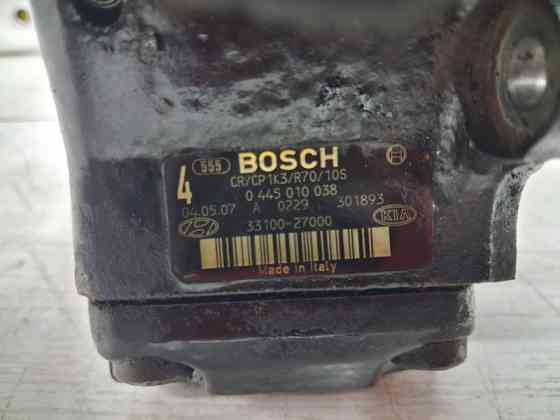 555 BOSCH
4 CR/CP1K3/R70/10S
0 445 010 038
04.05.07 A 0229 301893
33100-27000 KIA
Made in Italy